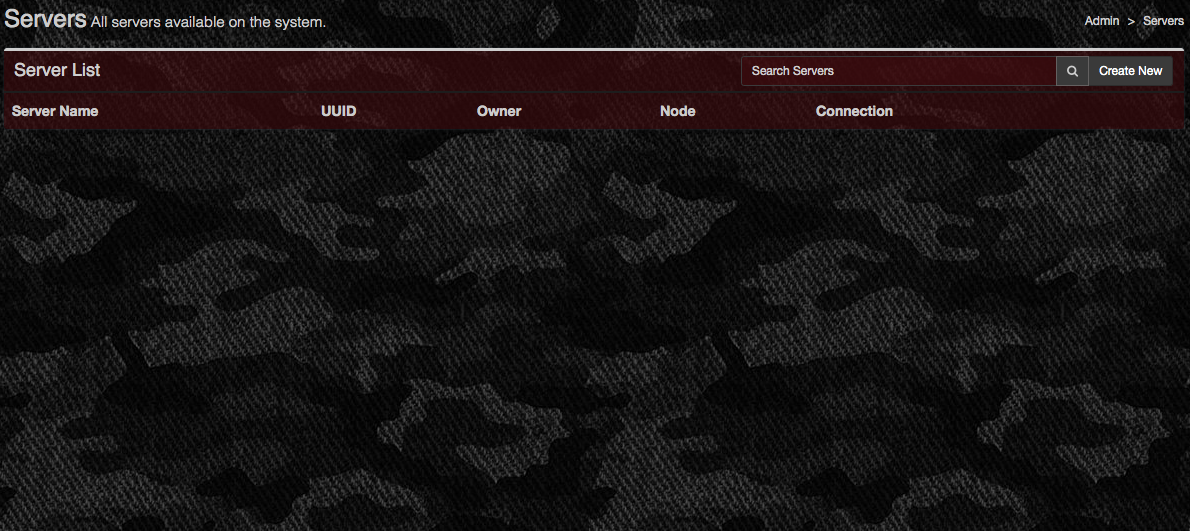 Servers All servers available on the system.
Admin > Servers
Server List
Search Servers
Create New
Server Name UUID Owner Node Connection